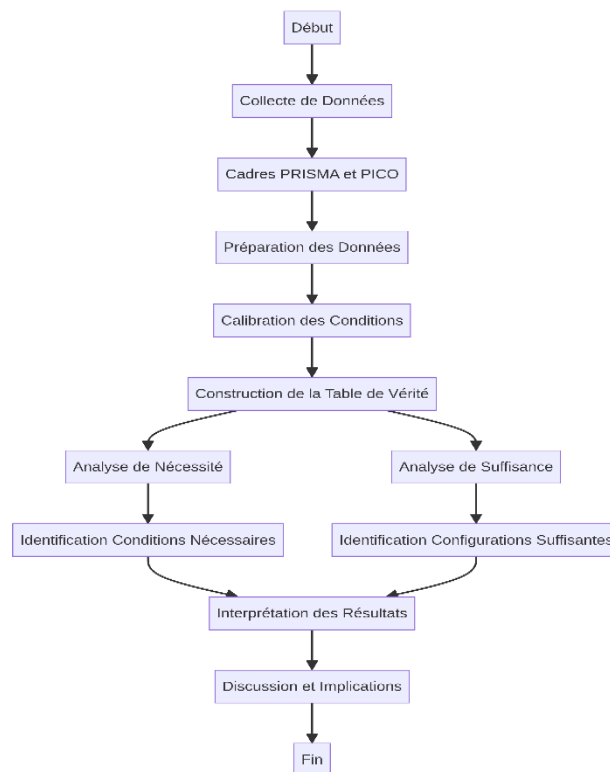 Début
Collecte de Données
Cadres PRISMA et PICO
Préparation des Données
Calibration des Conditions
Construction de la Table de Vérité
Analyse de Nécessité
Analyse de Suffisance
Identification Conditions Nécessaires
Identification Configurations Suffisantes
Interprétation des Résultats
Discussion et Implications
Fin